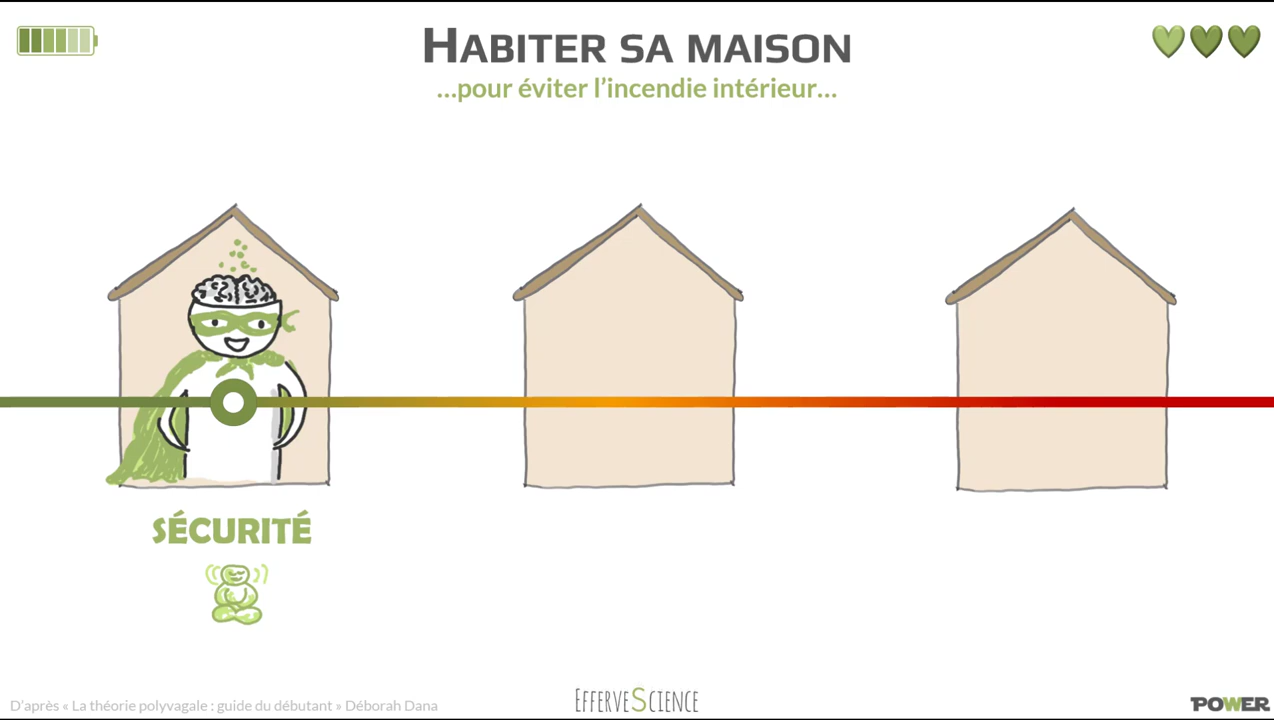 HABITER SA MAISON
...pour éviter l'incendie intérieur...
SÉCURITÉ
D'après « La théorie polyvagale : guide du débutant » Déborah Dana
EFFERVESCIENCE
POWER